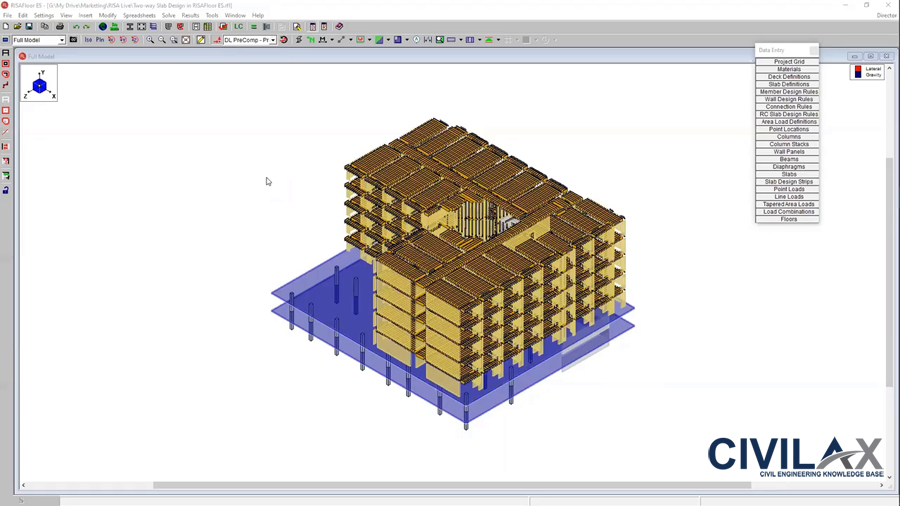 RISAFloor ES - [G:\My Drive\Marketing\RISA Live\Two-way Slab Design in RISAFloor ES.rfl]
File Edit Settings View Insert Modify Spreadsheets Solve Results Tools Window Help
Director
Iso Pln LC
Full Model DL PreComp - Pr
Full Model
Y
Z X
Lateral
Gravity
Data Entry
Project Grid
Materials
Deck Definitions
Slab Definitions
Member Design Rules
Wall Design Rules
Connection Rules
RC Slab Design Rules
Area Load Definitions
Point Locations
Columns
Column Stacks
Wall Panels
Beams
Diaphragms
Slabs
Slab Design Strips
Point Loads
Line Loads
Tapered Area Loads
Load Combinations
Floors
CIVILAX
CIVIL ENGINEERING KNOWLEDGE BASE